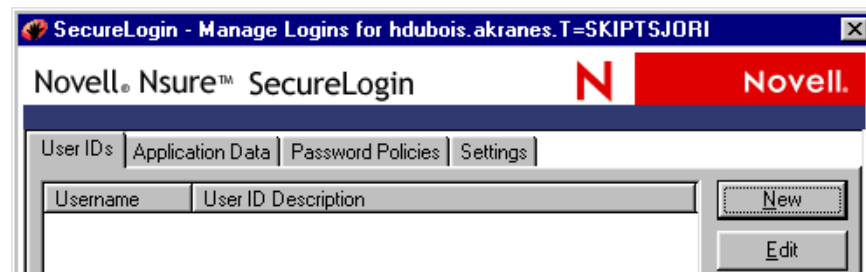 SecureLogin - Manage Logins for hdubois.akranes.T=SKIPTSJORI
Novell® Nsure™ SecureLogin N Novell®
User IDs Application Data Password Policies Settings
Username User ID Description New
Edit